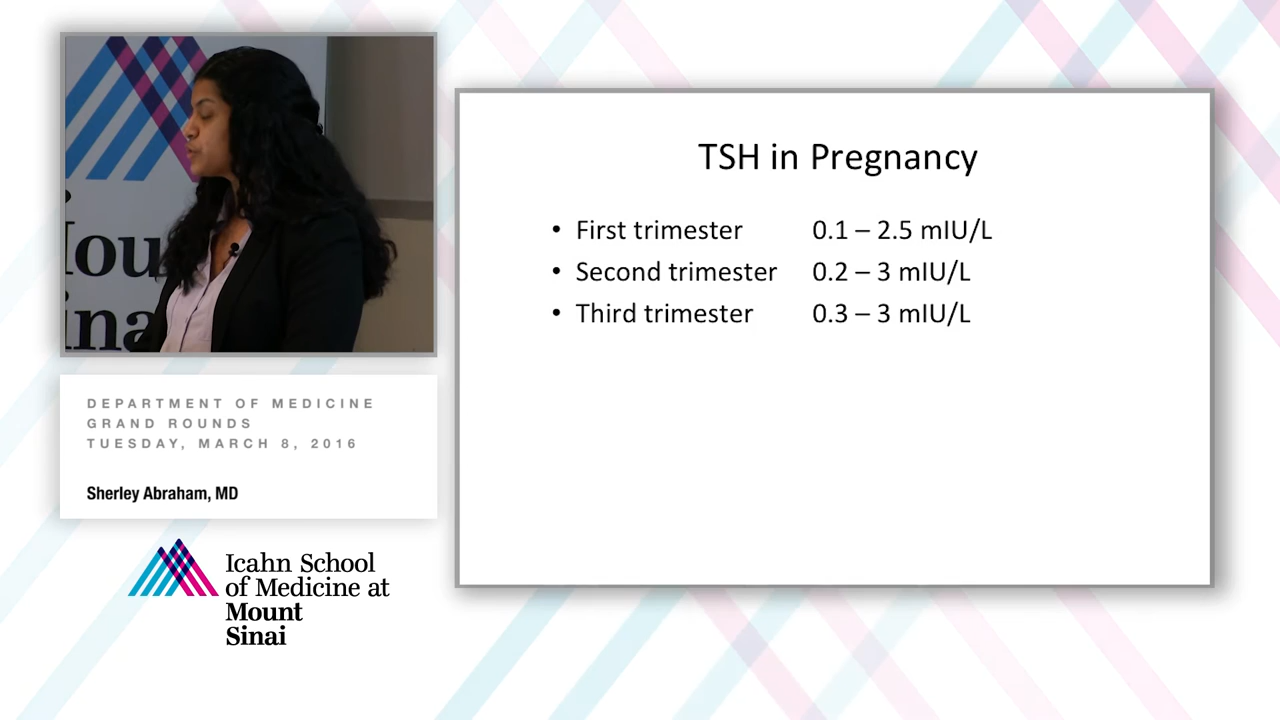 TSH in Pregnancy
• First trimester 0.1 – 2.5 mIU/L
• Second trimester 0.2 – 3 mIU/L
• Third trimester 0.3 – 3 mIU/L
DEPARTMENT OF MEDICINE
GRAND ROUNDS
TUESDAY, MARCH 8, 2016
Sherley Abraham, MD
Icahn School
of Medicine at
Mount
Sinai